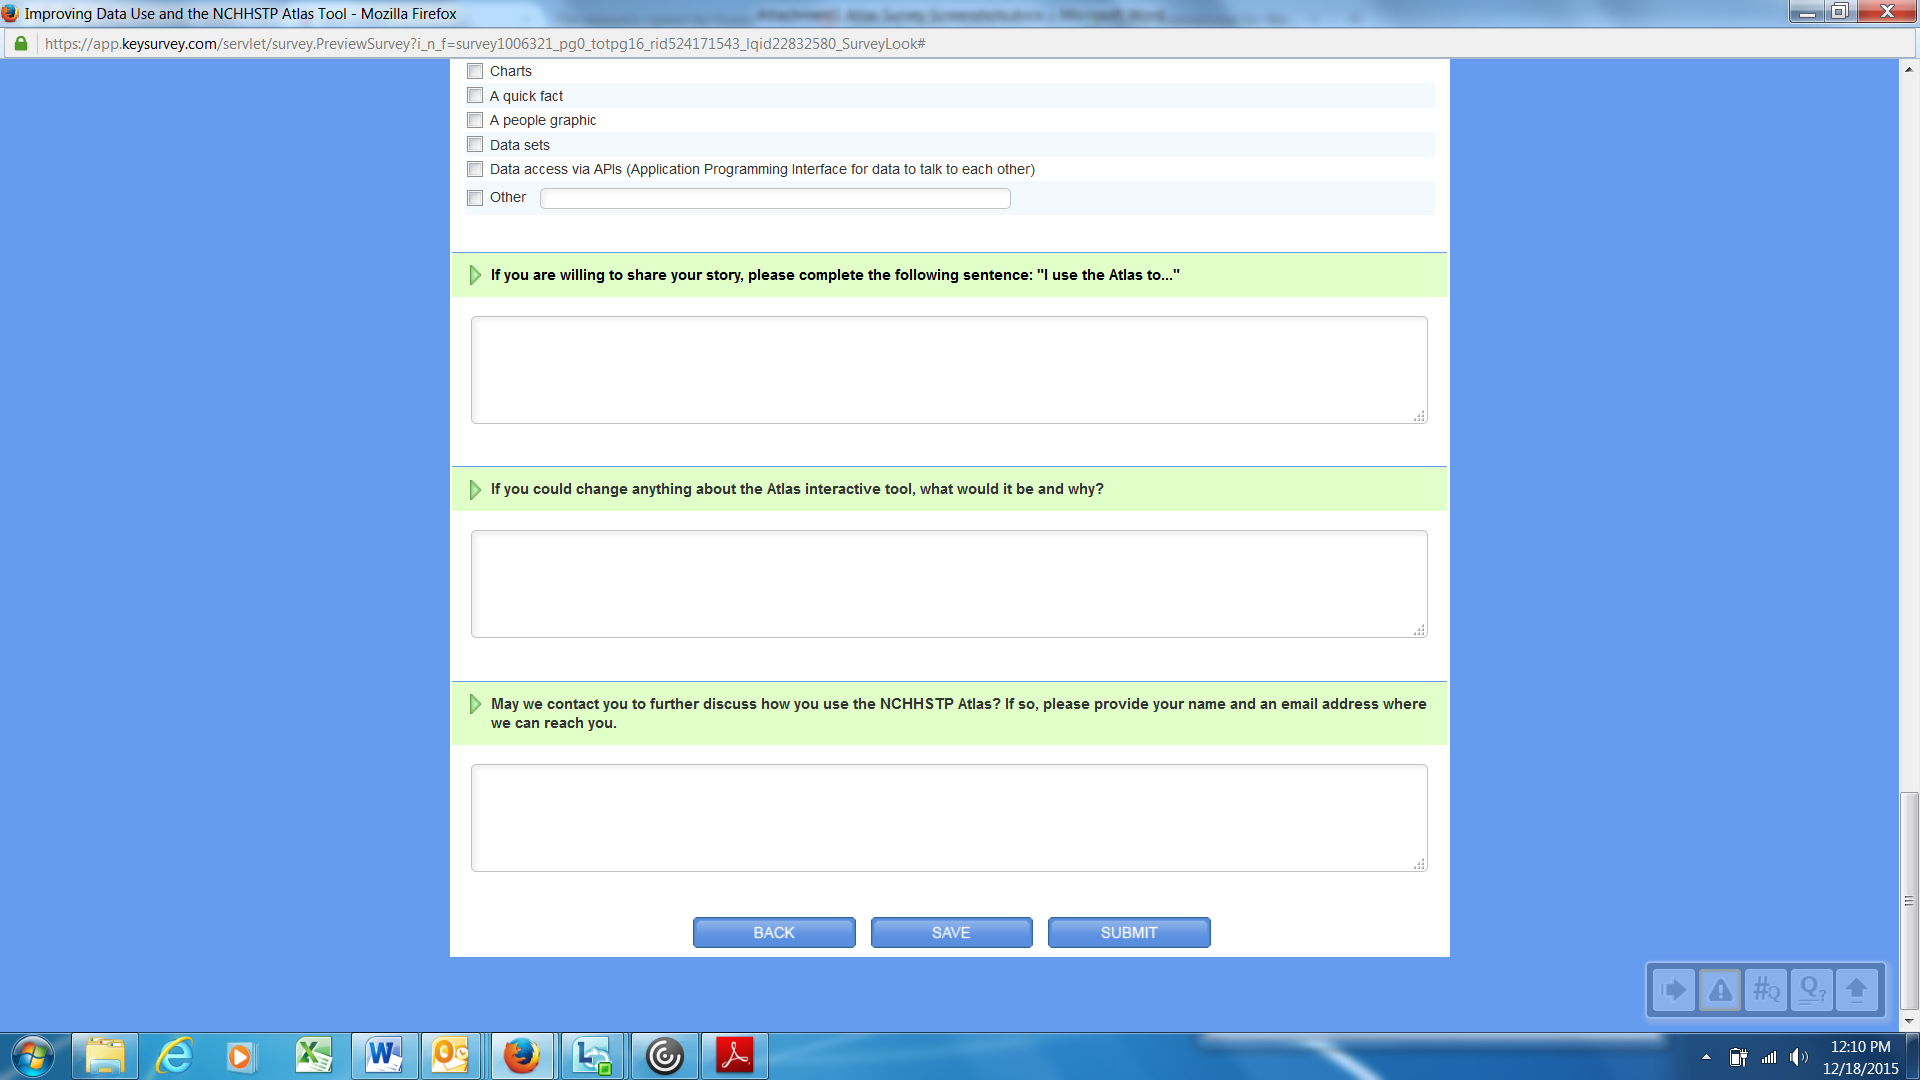 Improving Data Use and the NCHHSTP Atlas Tool - Mozilla Firefox
https://app.keysurvey.com/servlet/survey.PreviewSurvey?i_n_f=survey1006321_pg0_totpg16_rid524171543_lqid22832580_SurveyLook#
Charts
A quick fact
A people graphic
Data sets
Data access via APIs (Application Programming Interface for data to talk to each other)
Other
If you are willing to share your story, please complete the following sentence: "I use the Atlas to..."
If you could change anything about the Atlas interactive tool, what would it be and why?
May we contact you to further discuss how you use the NCHHSTP Atlas? If so, please provide your name and an email address where
we can reach you.
BACK SAVE SUBMIT
#Q Q?
12:10 PM
12/18/2015